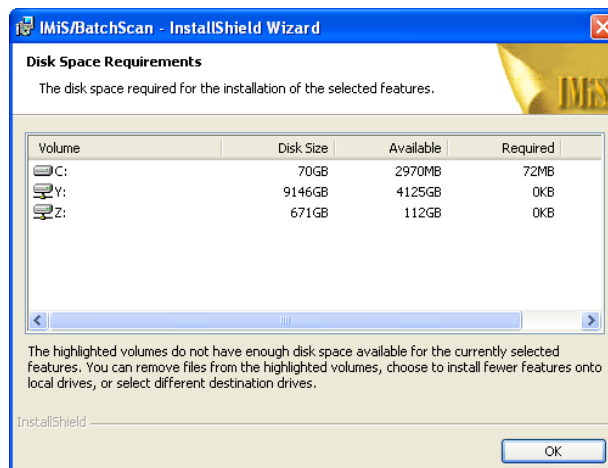 IMiS/BatchScan - InstallShield Wizard
Disk Space Requirements
The disk space required for the installation of the selected features.
IMiS
Volume Disk Size Available Required
C: 70GB 2970MB 72MB
Y: 9146GB 4125GB 0KB
Z: 671GB 112GB 0KB
The highlighted volumes do not have enough disk space available for the currently selected
features. You can remove files from the highlighted volumes, choose to install fewer features onto
local drives, or select different destination drives.
InstallShield
OK